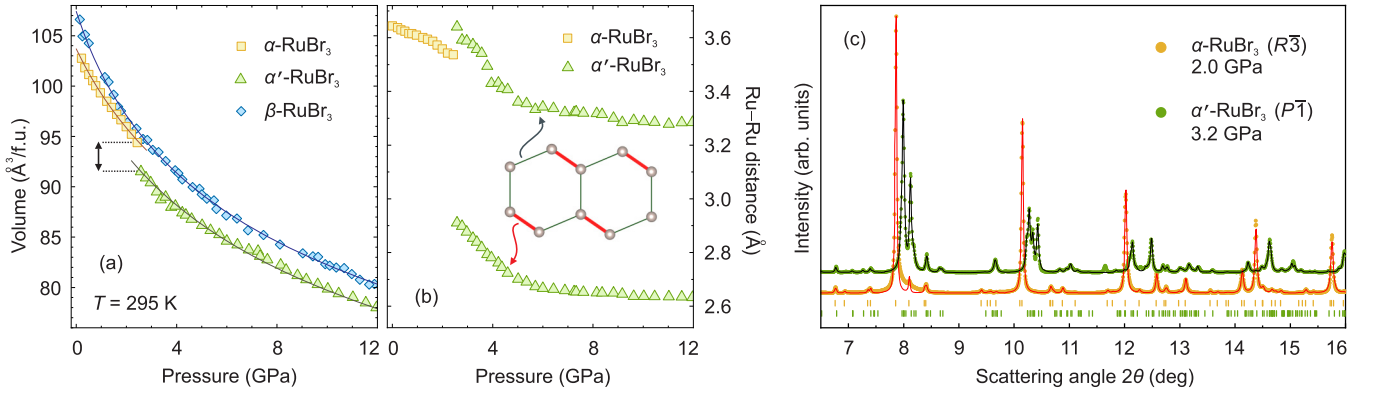 105
100
95
90
85
80
Volume (Å³/f.u.)
α-RuBr₃
α′-RuBr₃
β-RuBr₃
(a)
T = 295 K
0 4 8 12
Pressure (GPa)
α-RuBr₃
α′-RuBr₃
(b)
0 4 8 12
Pressure (GPa)
3.6
3.4
3.2
3.0
2.8
2.6
Ru–Ru distance (Å)
(c)
α-RuBr₃ (R3̅)
2.0 GPa
α′-RuBr₃ (P1̅)
3.2 GPa
Intensity (arb. units)
7 8 9 10 11 12 13 14 15 16
Scattering angle 2θ (deg)